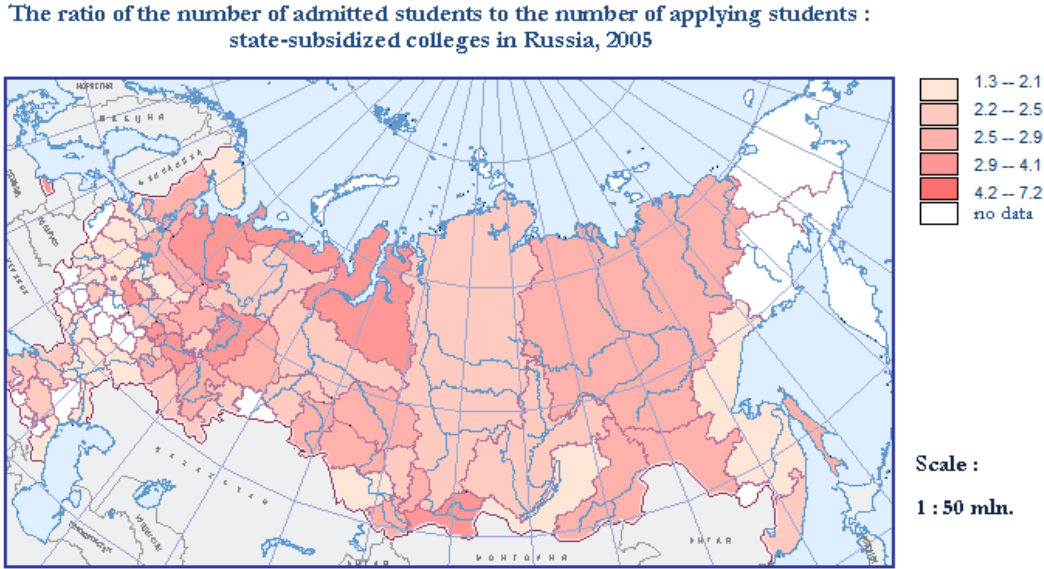 The ratio of the number of admitted students to the number of applying students :
state-subsidized colleges in Russia, 2005
1.3 -- 2.1
2.2 -- 2.5
2.5 -- 2.9
2.9 -- 4.1
4.2 -- 7.2
no data
Scale :
1 : 50 mln.